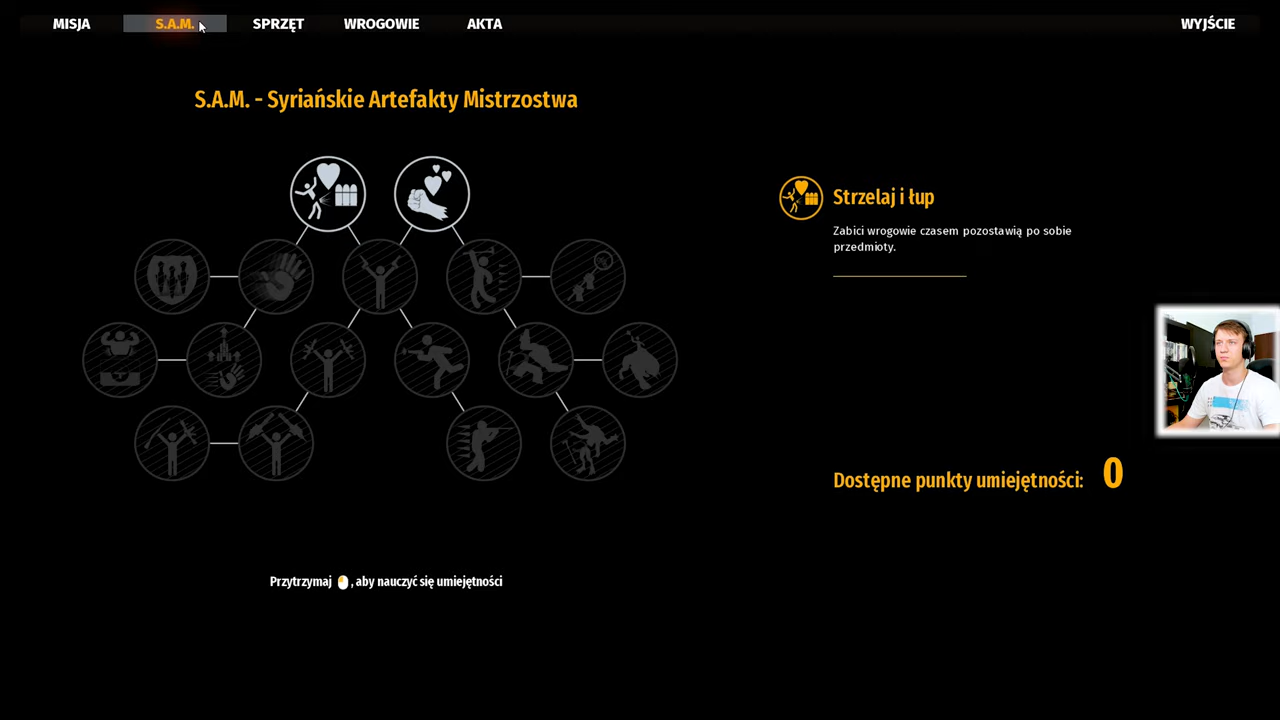 MISJA
S.A.M.
SPRZĘT
WROGOWIE
AKTA
WYJŚCIE
S.A.M. - Syriańskie Artefakty Mistrzostwa
Strzelaj i łup
Zabici wrogowie czasem pozostawią po sobie
przedmioty.
Dostępne punkty umiejętności: 0
Przytrzymaj , aby nauczyć się umiejętności